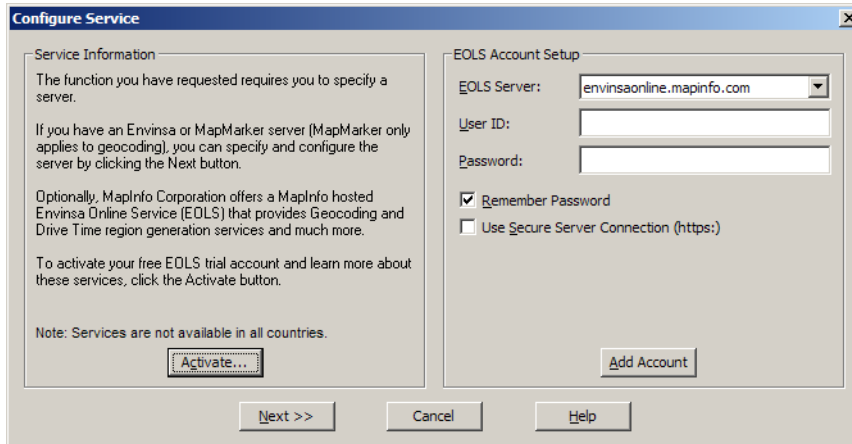 Configure Service
Service Information
The function you have requested requires you to specify a
server.
If you have an Envinsa or MapMarker server (MapMarker only
applies to geocoding), you can specify and configure the
server by clicking the Next button.
Optionally, MapInfo Corporation offers a MapInfo hosted
Envinsa Online Service (EOLS) that provides Geocoding and
Drive Time region generation services and much more.
To activate your free EOLS trial account and learn more about
these services, click the Activate button.
Note: Services are not available in all countries.
Activate...
EOLS Account Setup
EOLS Server:
envinsaonline.mapinfo.com
User ID:
Password:
Remember Password
Use Secure Server Connection (https:)
Add Account
Next >>
Cancel
Help